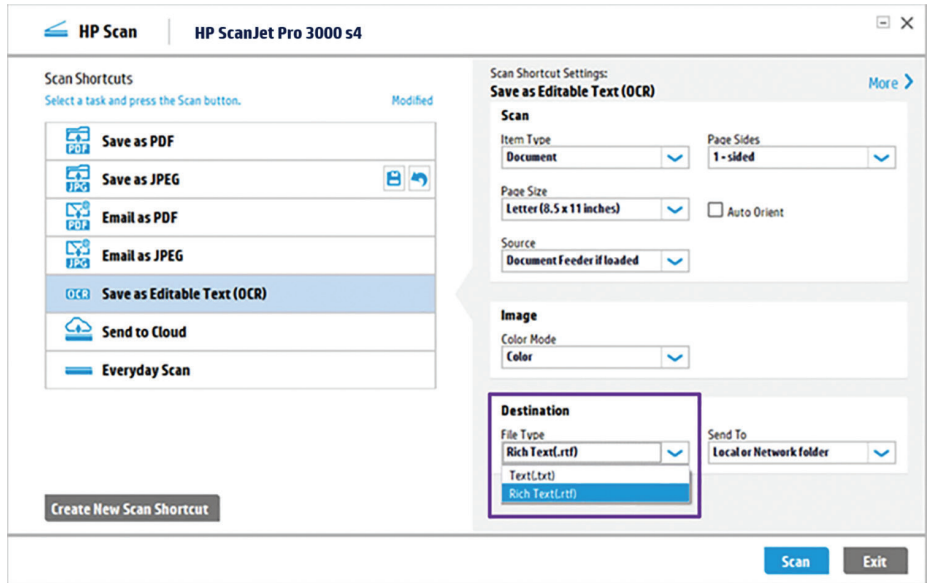 HP Scan
HP ScanJet Pro 3000 s4
Scan Shortcuts
Select a task and press the Scan button.
Modified
PDF
Save as PDF
JPG
Save as JPEG
PDF
Email as PDF
JPG
Email as JPEG
OCR
Save as Editable Text (OCR)
Send to Cloud
Everyday Scan
Create New Scan Shortcut
Scan Shortcut Settings:
Save as Editable Text (OCR)
More
Scan
Item Type
Document
Page Sides
1 - sided
Page Size
Letter (8.5 x 11 inches)
Auto Orient
Source
Document Feeder if loaded
Image
Color Mode
Color
Destination
File Type
Rich Text(.rtf)
Text(.txt)
Rich Text(.rtf)
Send To
Local or Network folder
Scan
Exit